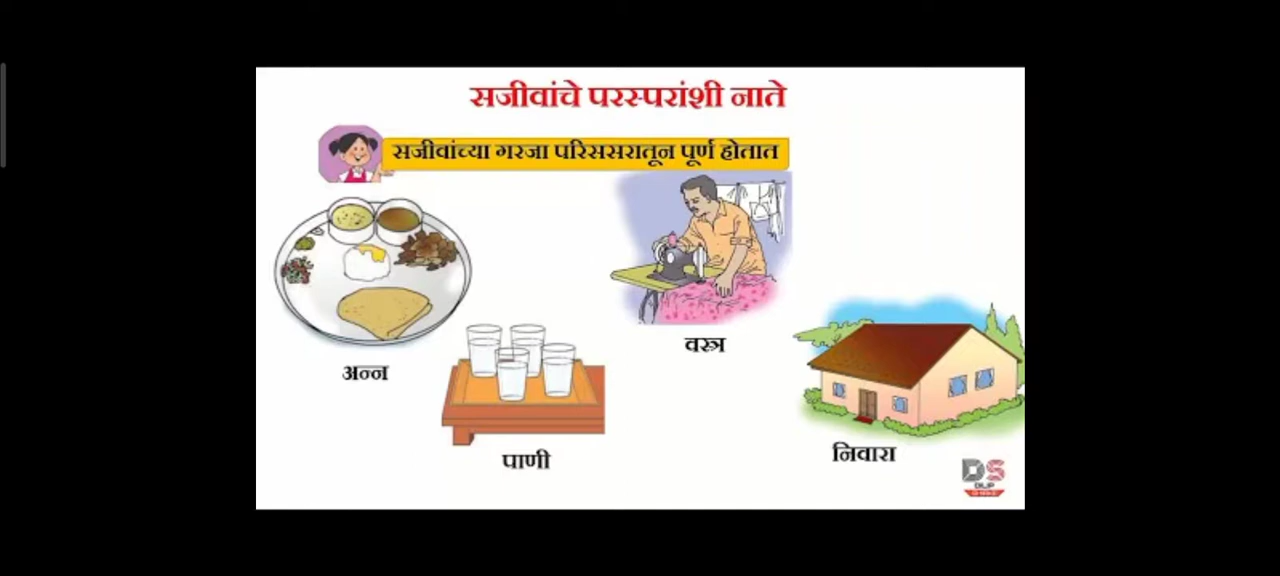 सजीवांचे परस्परांशी नाते
सजीवांच्या गरजा परिससरातून पूर्ण होतात
अन्न
पाणी
वस्त्र
निवारा
DS